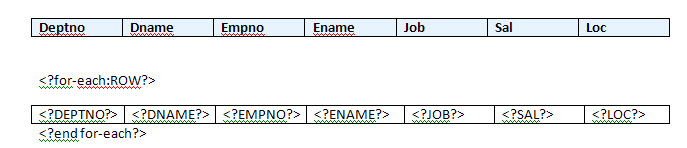 Deptno Dname Empno Ename Job Sal Loc
<?for-each:ROW?>
<?DEPTNO?> <?DNAME?> <?EMPNO?> <?ENAME?> <?JOB?> <?SAL?> <?LOC?>
<?end for-each?>